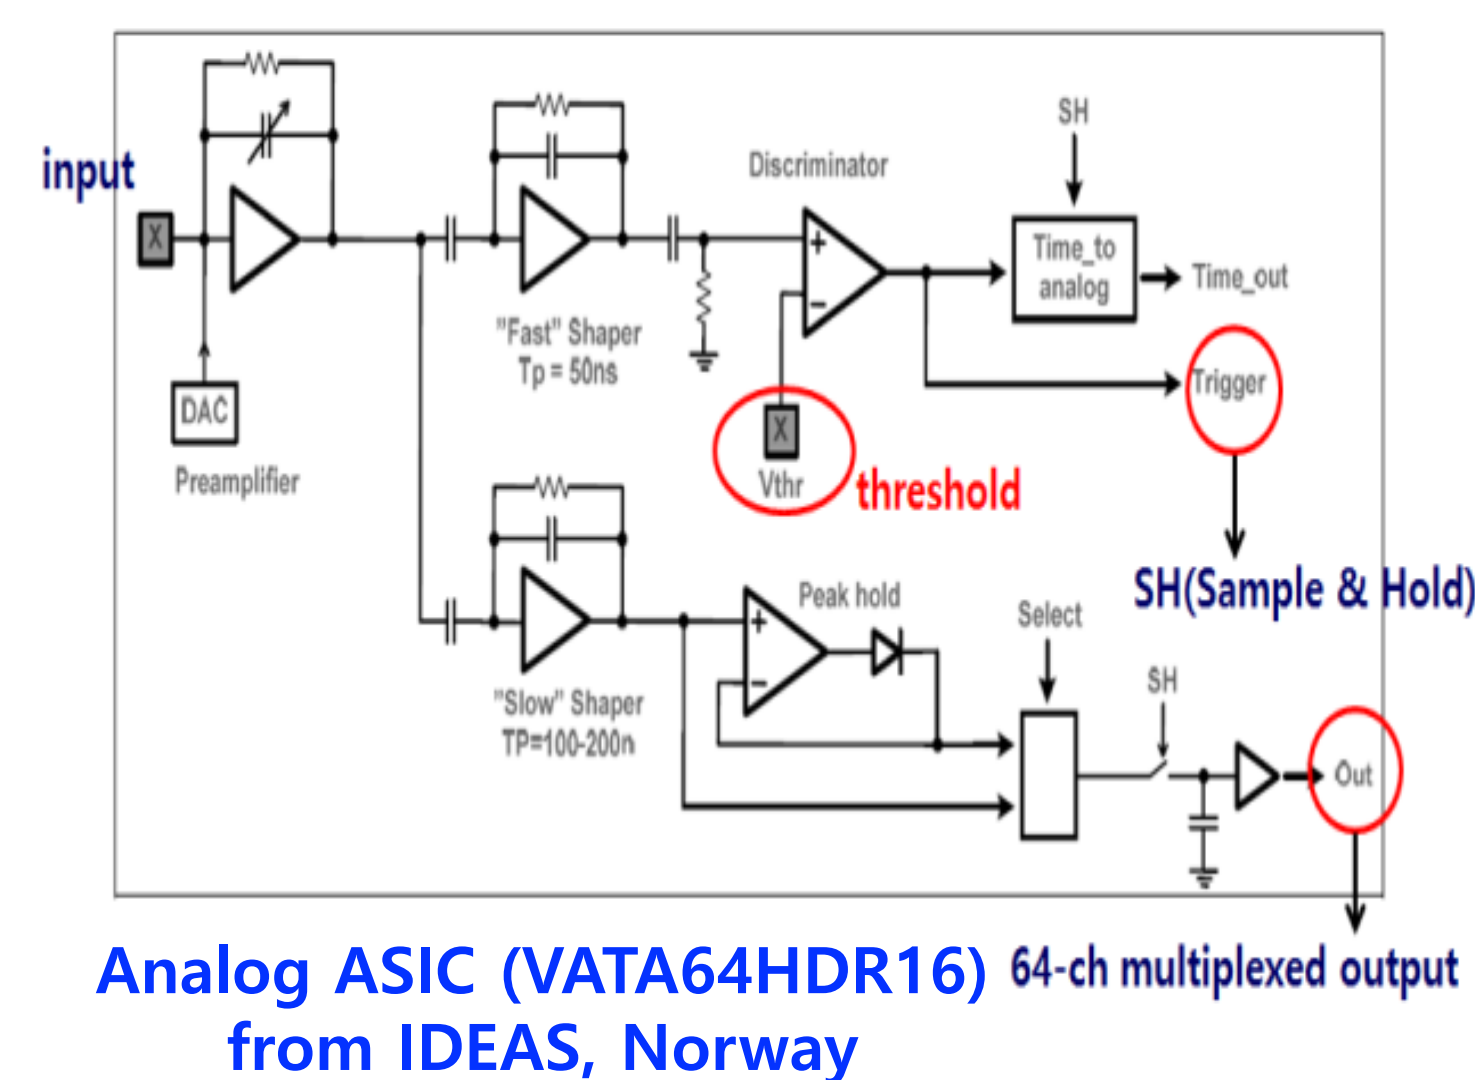 input
X
DAC
Preamplifier
"Fast" Shaper
Tp = 50ns
Discriminator
+
−
X
Vthr
threshold
SH
Time_to
analog
Time_out
Trigger
SH(Sample & Hold)
"Slow" Shaper
TP=100-200n
Peak hold
+
−
Select
SH
Out
64-ch multiplexed output
Analog ASIC (VATA64HDR16)
from IDEAS, Norway